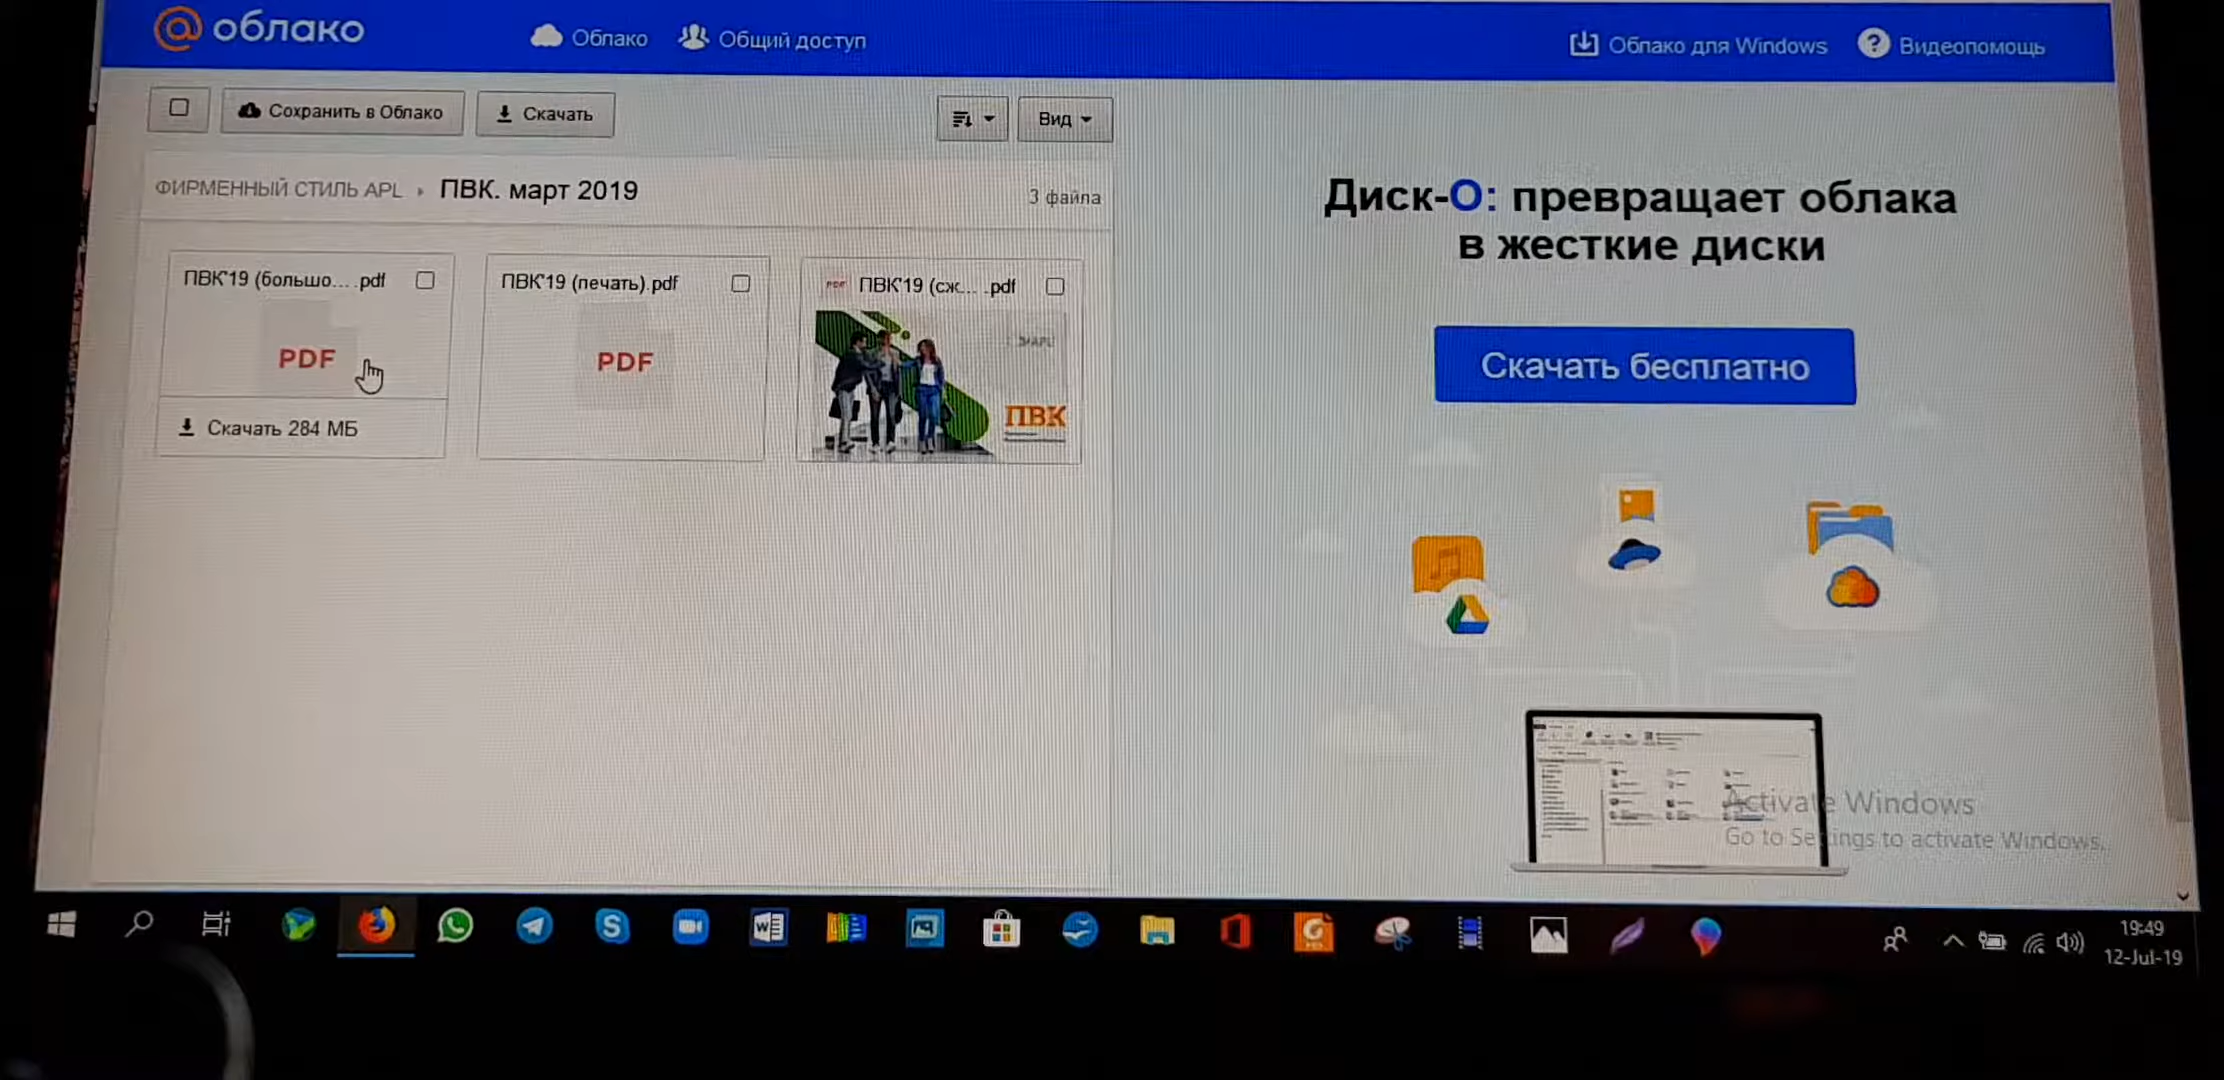 @облако
Облако
Общий доступ
Облако для Windows
? Видеопомощь
Сохранить в Облако
Скачать
Вид
ФИРМЕННЫЙ СТИЛЬ APL › ПВК. март 2019
3 файла
ПВК'19 (большо... .pdf
PDF
Скачать 284 МБ
ПВК'19 (печать).pdf
PDF
PDF ПВК'19 (сж... .pdf
ПВК
Диск-О: превращает облака
в жесткие диски
Скачать бесплатно
Activate Windows
Go to Settings to activate Windows.
19:49
12-Jul-19